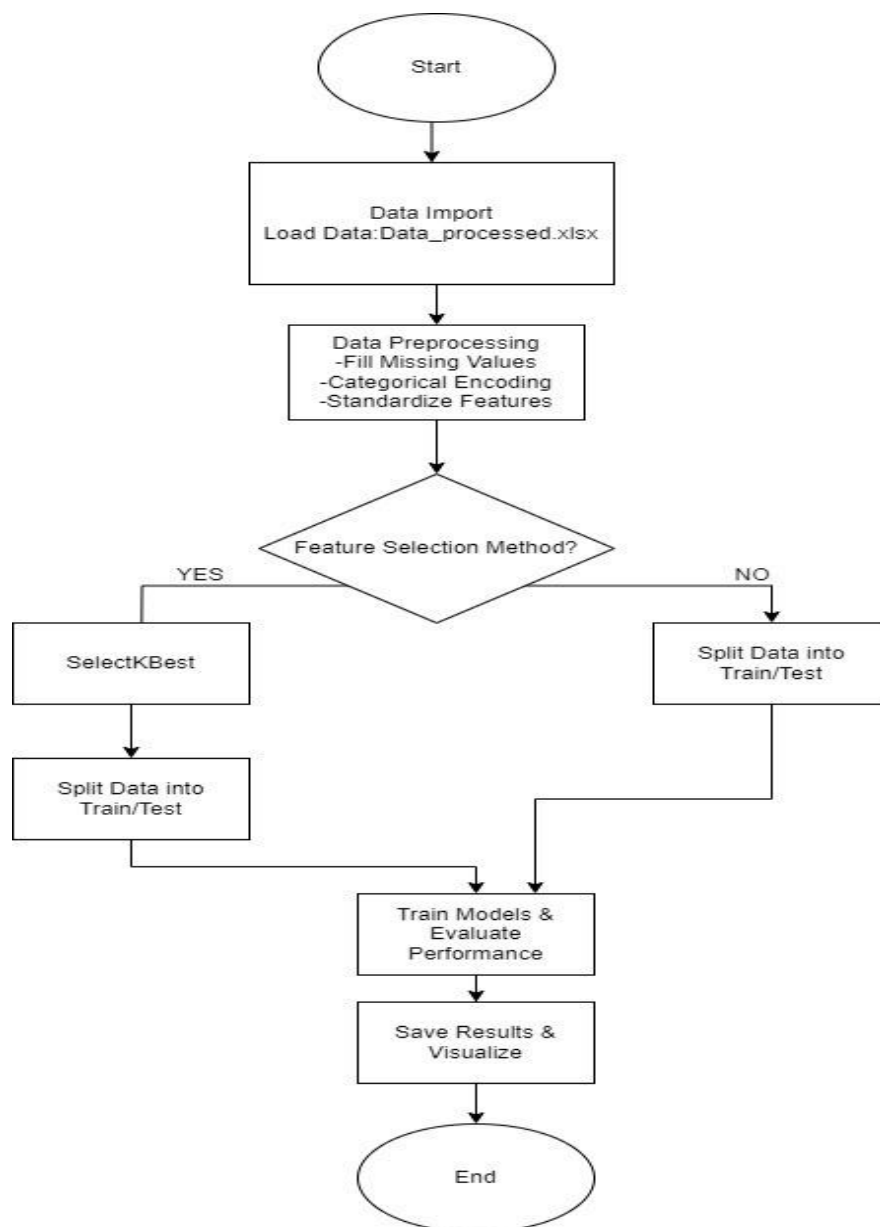 Start
Data Import
Load Data:Data_processed.xlsx
Data Preprocessing
-Fill Missing Values
-Categorical Encoding
-Standardize Features
Feature Selection Method?
YES
NO
SelectKBest
Split Data into
Train/Test
Split Data into
Train/Test
Train Models &
Evaluate
Performance
Save Results &
Visualize
End